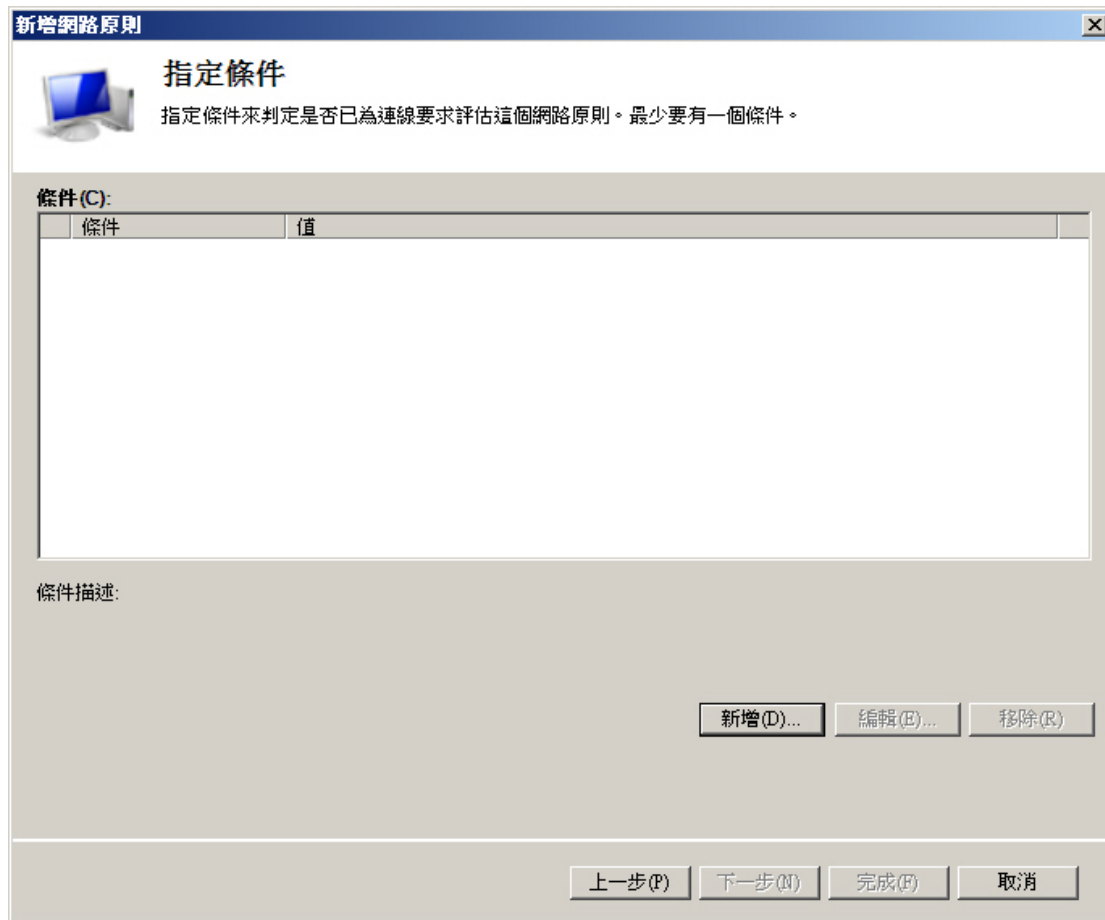 新增網路原則
指定條件
指定條件來判定是否已為連線要求評估這個網路原則。最少要有一個條件。
條件(C):
條件 值
條件描述:
新增(D)... 編輯(E)... 移除(R)
上一步(P) 下一步(N) 完成(F) 取消